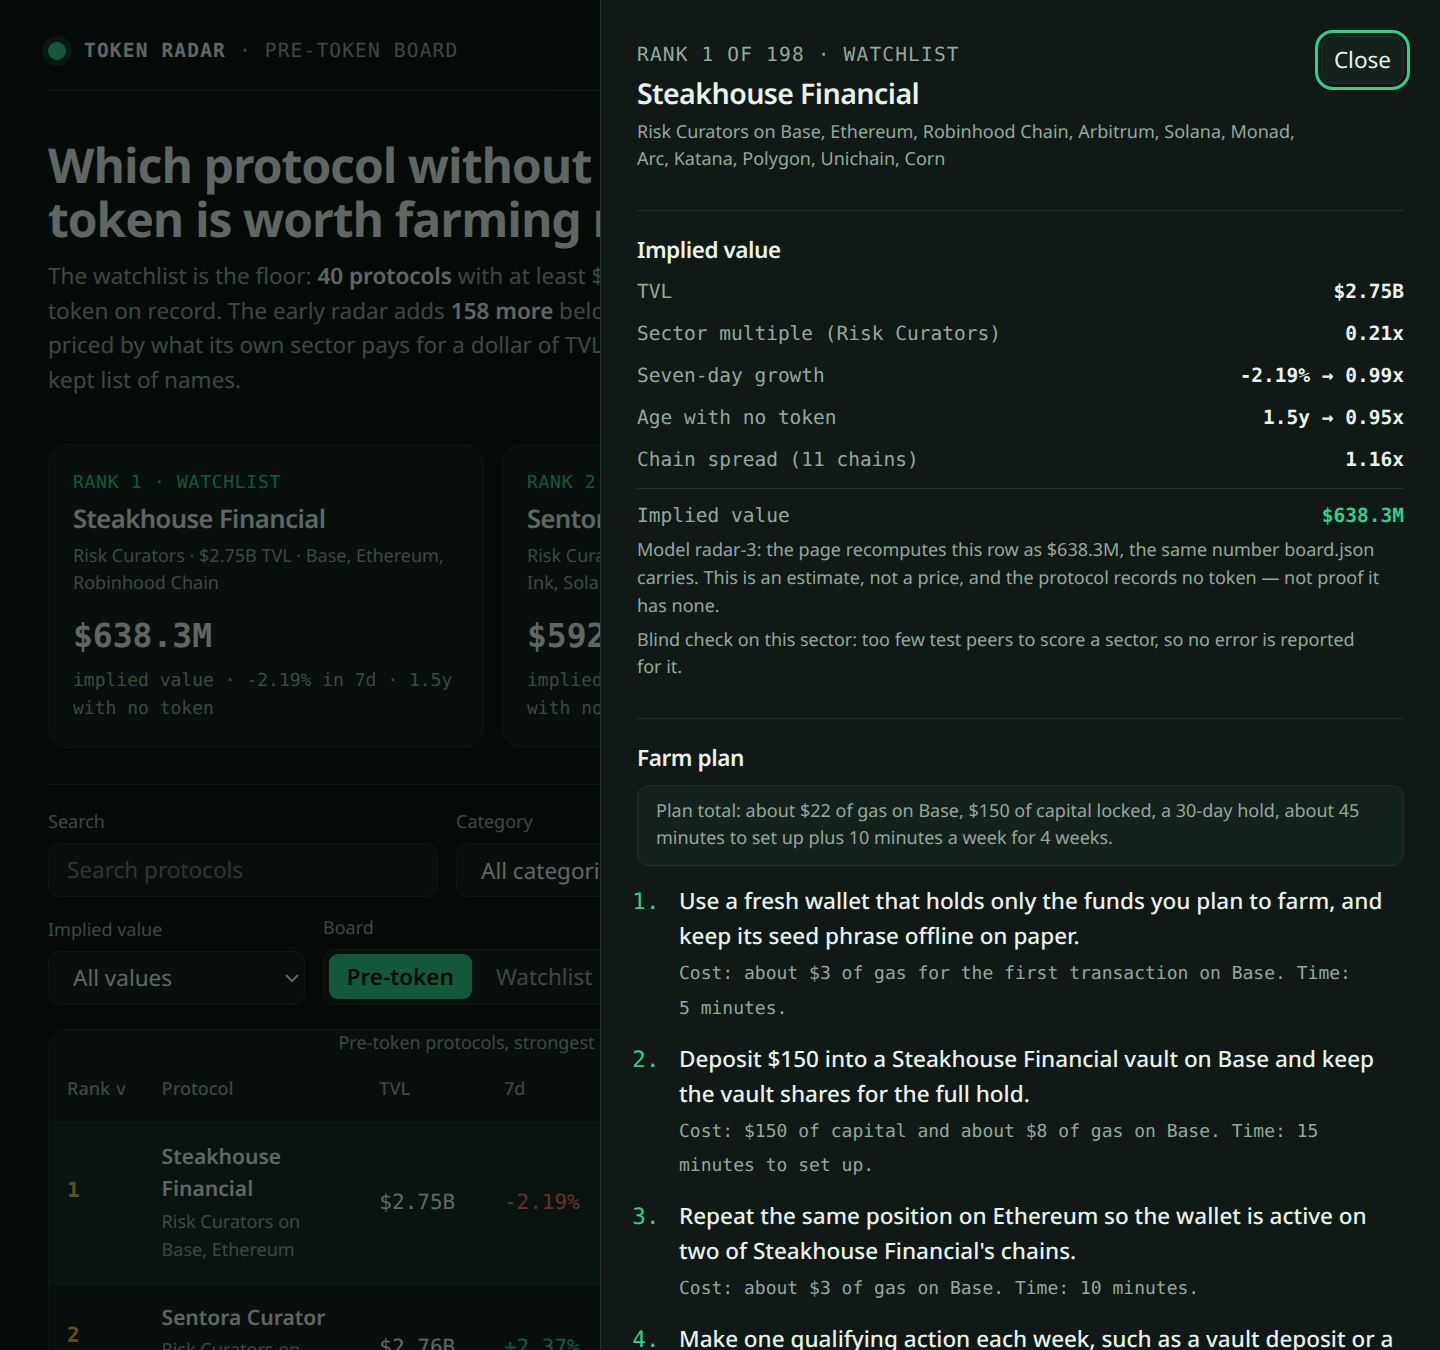 TOKEN RADAR · PRE-TOKEN BOARD
Which protocol without
token is worth farming
The watchlist is the floor: 40 protocols with at least $
token on record. The early radar adds 158 more
priced by what its own sector pays for a dollar of TVL
kept list of names.
RANK 1 · WATCHLIST
Steakhouse Financial
Risk Curators · $2.75B TVL · Base, Ethereum,
Robinhood Chain
$638.3M
implied value · -2.19% in 7d · 1.5y
with no token
RANK 2
Risk
Ink,
$592
implied
with
Search
Search protocols
Category
All
Implied value
All values
Board
Pre-token
Watchlist
Pre-token protocols, strongest
Rank v
Protocol
TVL
7d
1
Steakhouse
Financial
Risk Curators on
Base, Ethereum
$2.75B
-2.19%
2
Sentora Curator
Risk Curators on
$2.76B
+2.37%
RANK 1 OF 198 · WATCHLIST
Close
Steakhouse Financial
Risk Curators on Base, Ethereum, Robinhood Chain, Arbitrum, Solana, Monad,
Arc, Katana, Polygon, Unichain, Corn
Implied value
TVL $2.75B
Sector multiple (Risk Curators) 0.21x
Seven-day growth -2.19% → 0.99x
Age with no token 1.5y → 0.95x
Chain spread (11 chains) 1.16x
Implied value $638.3M
Model radar-3: the page recomputes this row as $638.3M, the same number board.json
carries. This is an estimate, not a price, and the protocol records no token — not proof it
has none.
Blind check on this sector: too few test peers to score a sector, so no error is reported
for it.
Farm plan
Plan total: about $22 of gas on Base, $150 of capital locked, a 30-day hold, about 45
minutes to set up plus 10 minutes a week for 4 weeks.
1. Use a fresh wallet that holds only the funds you plan to farm, and
keep its seed phrase offline on paper.
Cost: about $3 of gas for the first transaction on Base. Time:
5 minutes.
2. Deposit $150 into a Steakhouse Financial vault on Base and keep
the vault shares for the full hold.
Cost: $150 of capital and about $8 of gas on Base. Time: 15
minutes to set up.
3. Repeat the same position on Ethereum so the wallet is active on
two of Steakhouse Financial's chains.
Cost: about $3 of gas on Base. Time: 10 minutes.
4. Make one qualifying action each week, such as a vault deposit or a